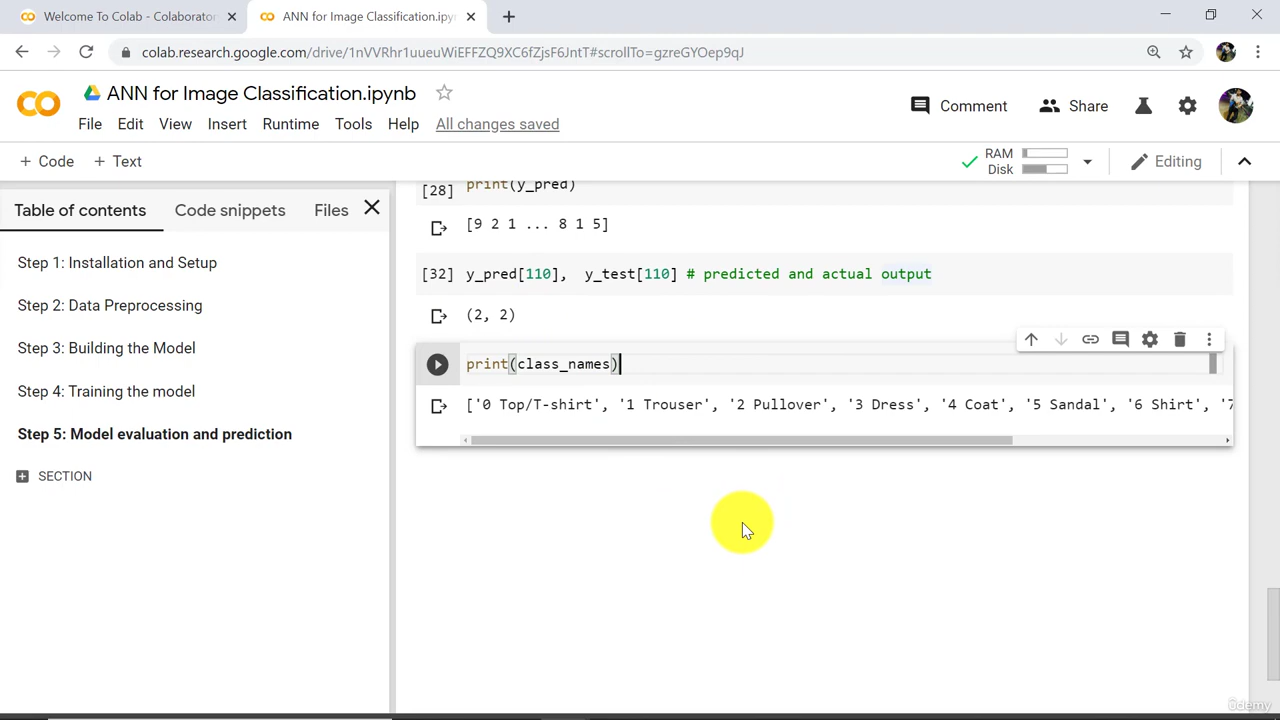 Welcome To Colab - Colaborator
ANN for Image Classification.ipyn
colab.research.google.com/drive/1nVVRhr1uueuWiEFFZQ9XC6fZjsF6JntT#scrollTo=gzreGYOep9qJ
ANN for Image Classification.ipynb
Comment
Share
File Edit View Insert Runtime Tools Help All changes saved
+ Code + Text
RAM
Disk
Editing
Table of contents Code snippets Files
Step 1: Installation and Setup
Step 2: Data Preprocessing
Step 3: Building the Model
Step 4: Training the model
Step 5: Model evaluation and prediction
SECTION
[28] print(y_pred)
[9 2 1 ... 8 1 5]
[32] y_pred[110], y_test[110] # predicted and actual output
(2, 2)
print(class_names)
['0 Top/T-shirt', '1 Trouser', '2 Pullover', '3 Dress', '4 Coat', '5 Sandal', '6 Shirt', '7
ûdemy